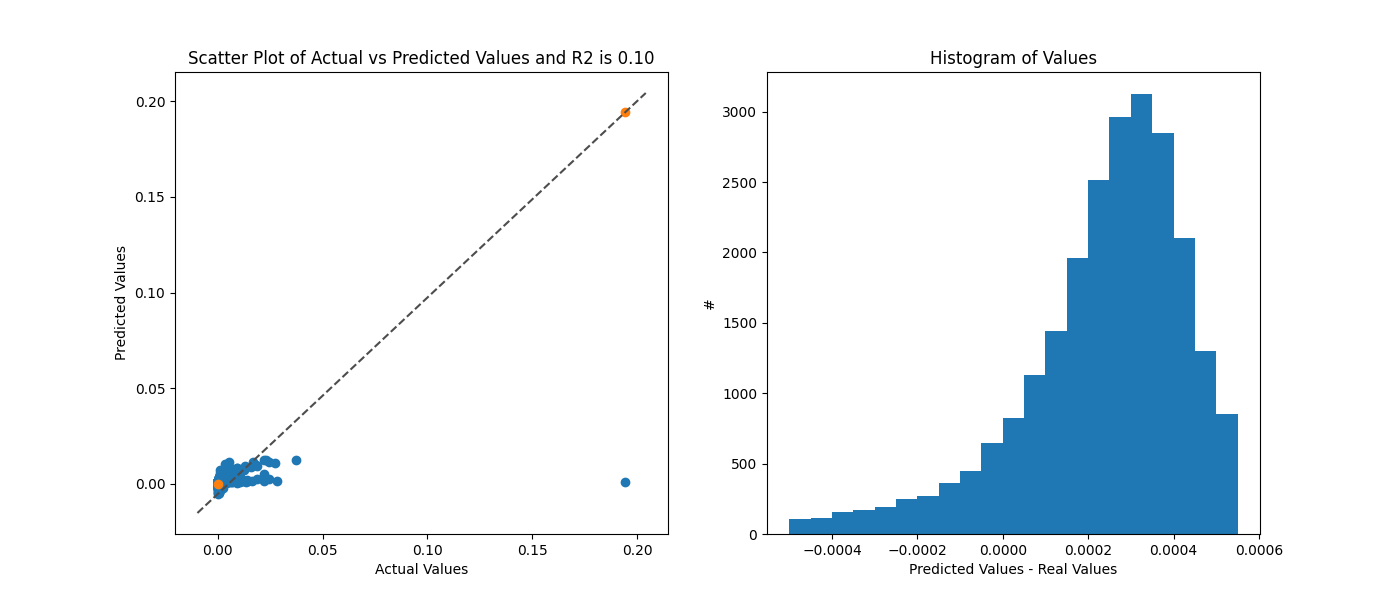 Scatter Plot of Actual vs Predicted Values and R2 is 0.10
0.20
0.15
0.10
0.05
0.00
Predicted Values
0.00 0.05 0.10 0.15 0.20
Actual Values
Histogram of Values
3000
2500
2000
1500
1000
500
0
#
−0.0004 −0.0002 0.0000 0.0002 0.0004 0.0006
Predicted Values - Real Values